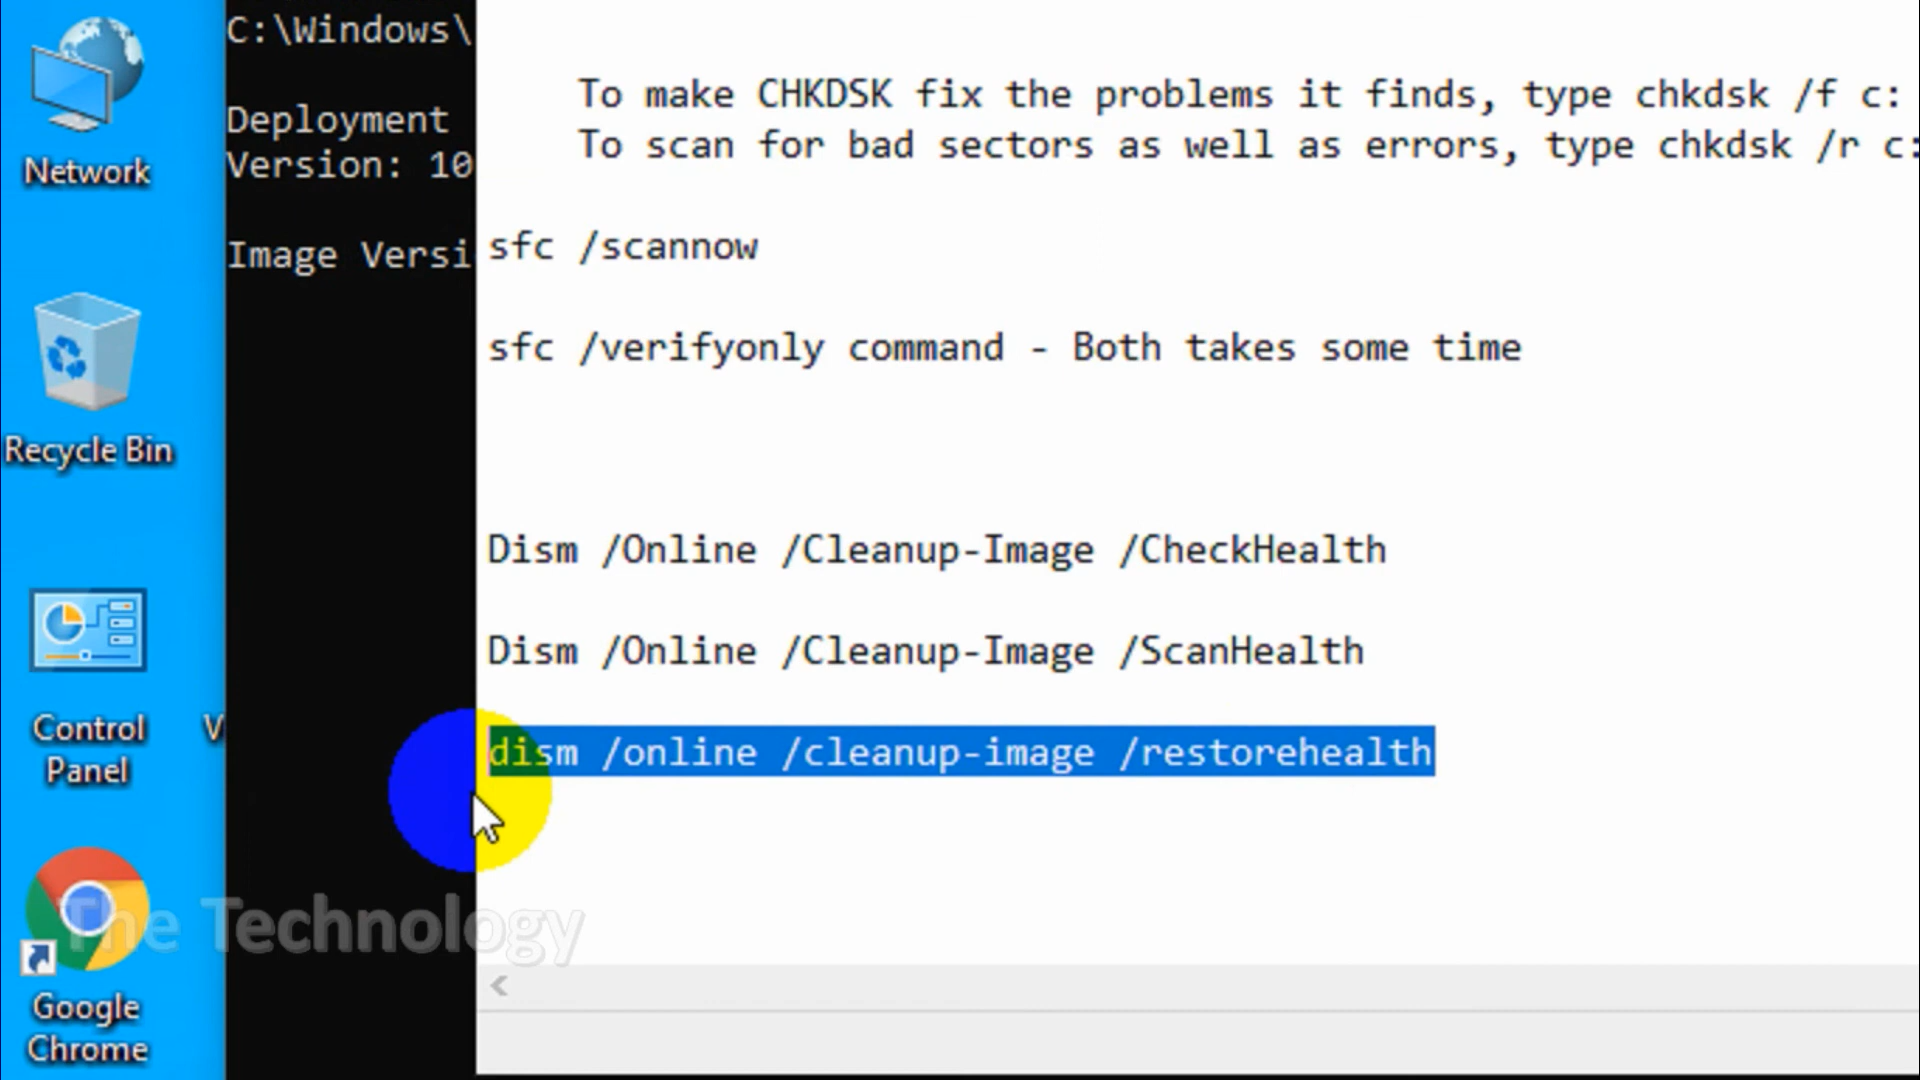 Network
Recycle Bin
Control
Panel
V
Google
Chrome
C:\Windows\
Deployment
Version: 10
Image Versi
To make CHKDSK fix the problems it finds, type chkdsk /f c:
To scan for bad sectors as well as errors, type chkdsk /r c:
sfc /scannow
sfc /verifyonly command - Both takes some time
Dism /Online /Cleanup-Image /CheckHealth
Dism /Online /Cleanup-Image /ScanHealth
dism /online /cleanup-image /restorehealth
The Technology